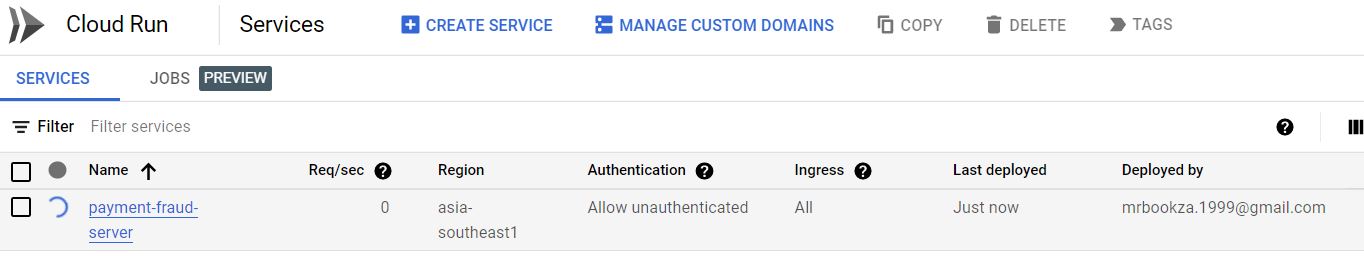 Cloud Run Services CREATE SERVICE MANAGE CUSTOM DOMAINS COPY DELETE TAGS
SERVICES JOBS PREVIEW
Filter Filter services
Name Req/sec Region Authentication Ingress Last deployed Deployed by
payment-fraud- 0 asia- Allow unauthenticated All Just now mrbookza.1999@gmail.com
server southeast1